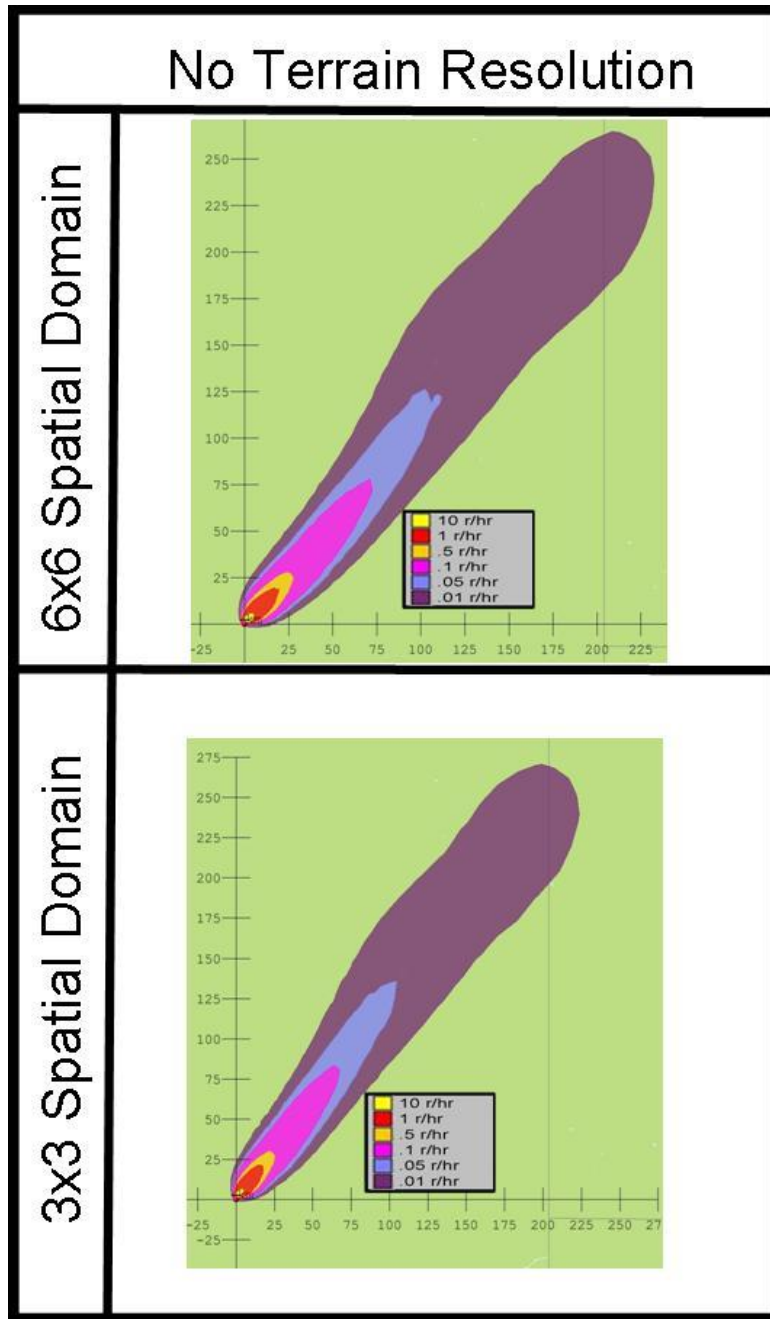 No Terrain Resolution
6x6 Spatial Domain
250
225
200
175
150
125
100
75
50
25
10 r/hr
1 r/hr
.5 r/hr
.1 r/hr
.05 r/hr
.01 r/hr
-25 25 50 75 100 125 150 175 200 225
3x3 Spatial Domain
275
250
225
200
175
150
125
100
75
50
25
10 r/hr
1 r/hr
.5 r/hr
.1 r/hr
.05 r/hr
.01 r/hr
-25 25 50 75 100 125 150 175 200 225 250 27
-25